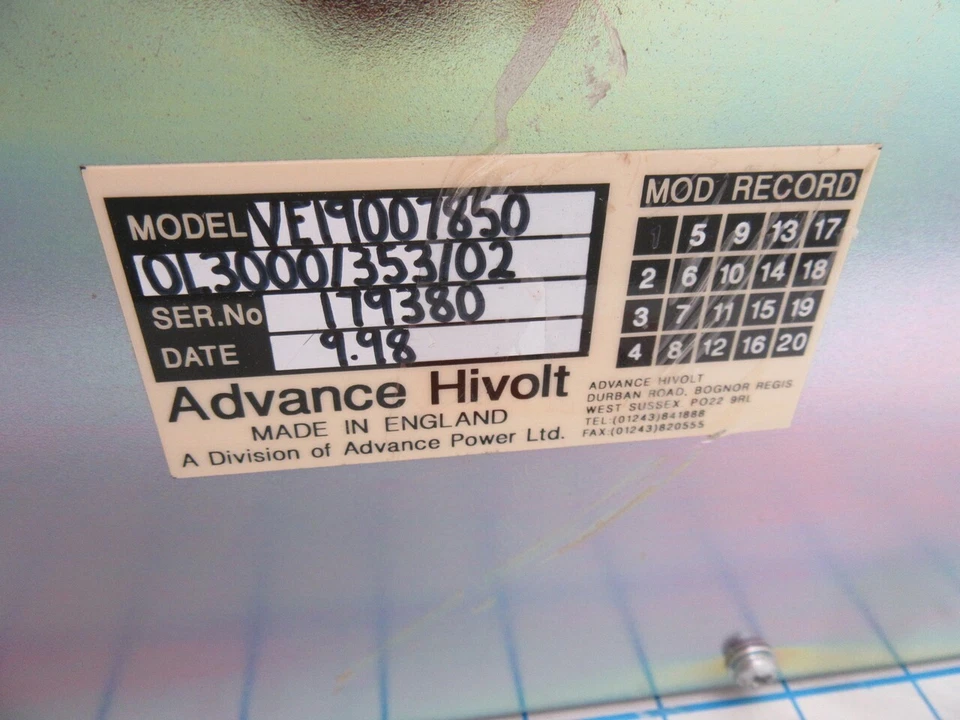 MODEL VE19007850
OL3000/353/02
SER.No 179380
DATE 9.98
Advance Hivolt
MADE IN ENGLAND
A Division of Advance Power Ltd.
MOD RECORD
1 5 9 13 17
2 6 10 14 18
3 7 11 15 19
4 8 12 16 20
ADVANCE HIVOLT
DURBAN ROAD, BOGNOR REGIS
WEST SUSSEX PO22 9RL
TEL:(01243)841888
FAX:(01243)820555